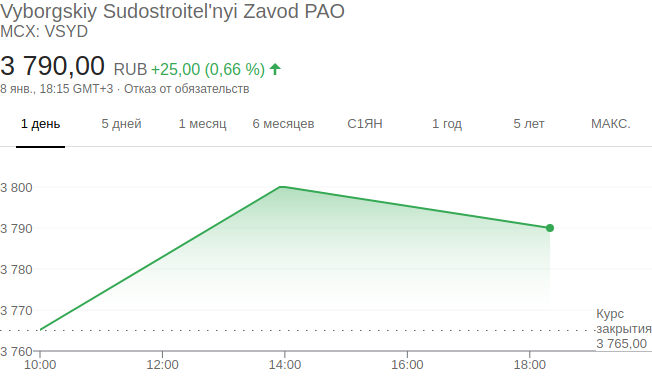 Vyborgskiy Sudostroitel'nyi Zavod PAO
MCX: VSYD
3 790,00 RUB +25,00 (0,66 %)
8 янв., 18:15 GMT+3 · Отказ от обязательств
1 день 5 дней 1 месяц 6 месяцев С1ЯН 1 год 5 лет МАКС.
3 800
3 790
3 780
3 770
Курс
закрытия
3 765,00
3 760
10:00 12:00 14:00 16:00 18:00